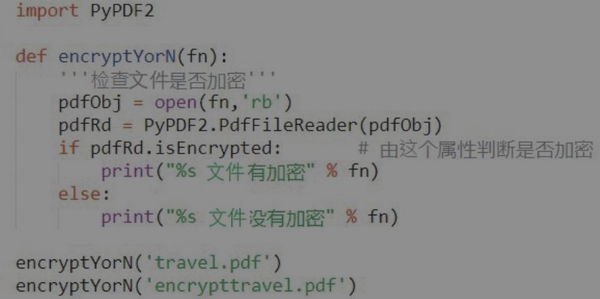 import PyPDF2
def encryptYorN(fn):
    '''检查文件是否加密'''
    pdfObj = open(fn,'rb')
    pdfRd = PyPDF2.PdfFileReader(pdfObj)
    if pdfRd.isEncrypted:       # 由这个属性判断是否加密
        print("%s 文件有加密" % fn)
    else:
        print("%s 文件没有加密" % fn)
encryptYorN('travel.pdf')
encryptYorN('encrypttravel.pdf')